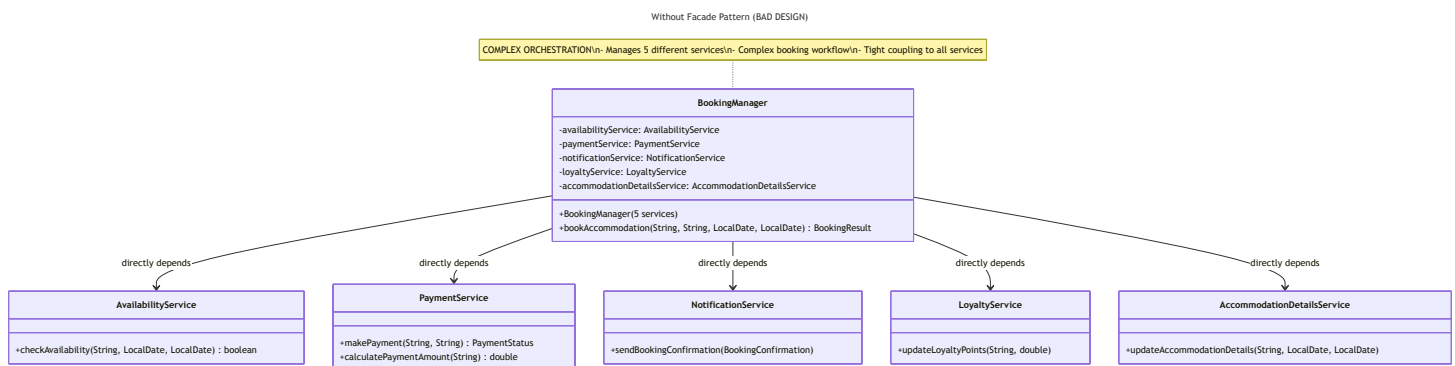 Without Facade Pattern (BAD DESIGN)
COMPLEX ORCHESTRATION\n- Manages 5 different services\n- Complex booking workflow\n- Tight coupling to all services
BookingManager
-availabilityService: AvailabilityService
-paymentService: PaymentService
-notificationService: NotificationService
-loyaltyService: LoyaltyService
-accommodationDetailsService: AccommodationDetailsService
+BookingManager(5 services)
+bookAccommodation(String, String, LocalDate, LocalDate) : BookingResult
directly depends
directly depends
directly depends
directly depends
directly depends
AvailabilityService
+checkAvailability(String, LocalDate, LocalDate) : boolean
PaymentService
+makePayment(String, String) : PaymentStatus
+calculatePaymentAmount(String) : double
NotificationService
+sendBookingConfirmation(BookingConfirmation)
LoyaltyService
+updateLoyaltyPoints(String, double)
AccommodationDetailsService
+updateAccommodationDetails(String, LocalDate, LocalDate)